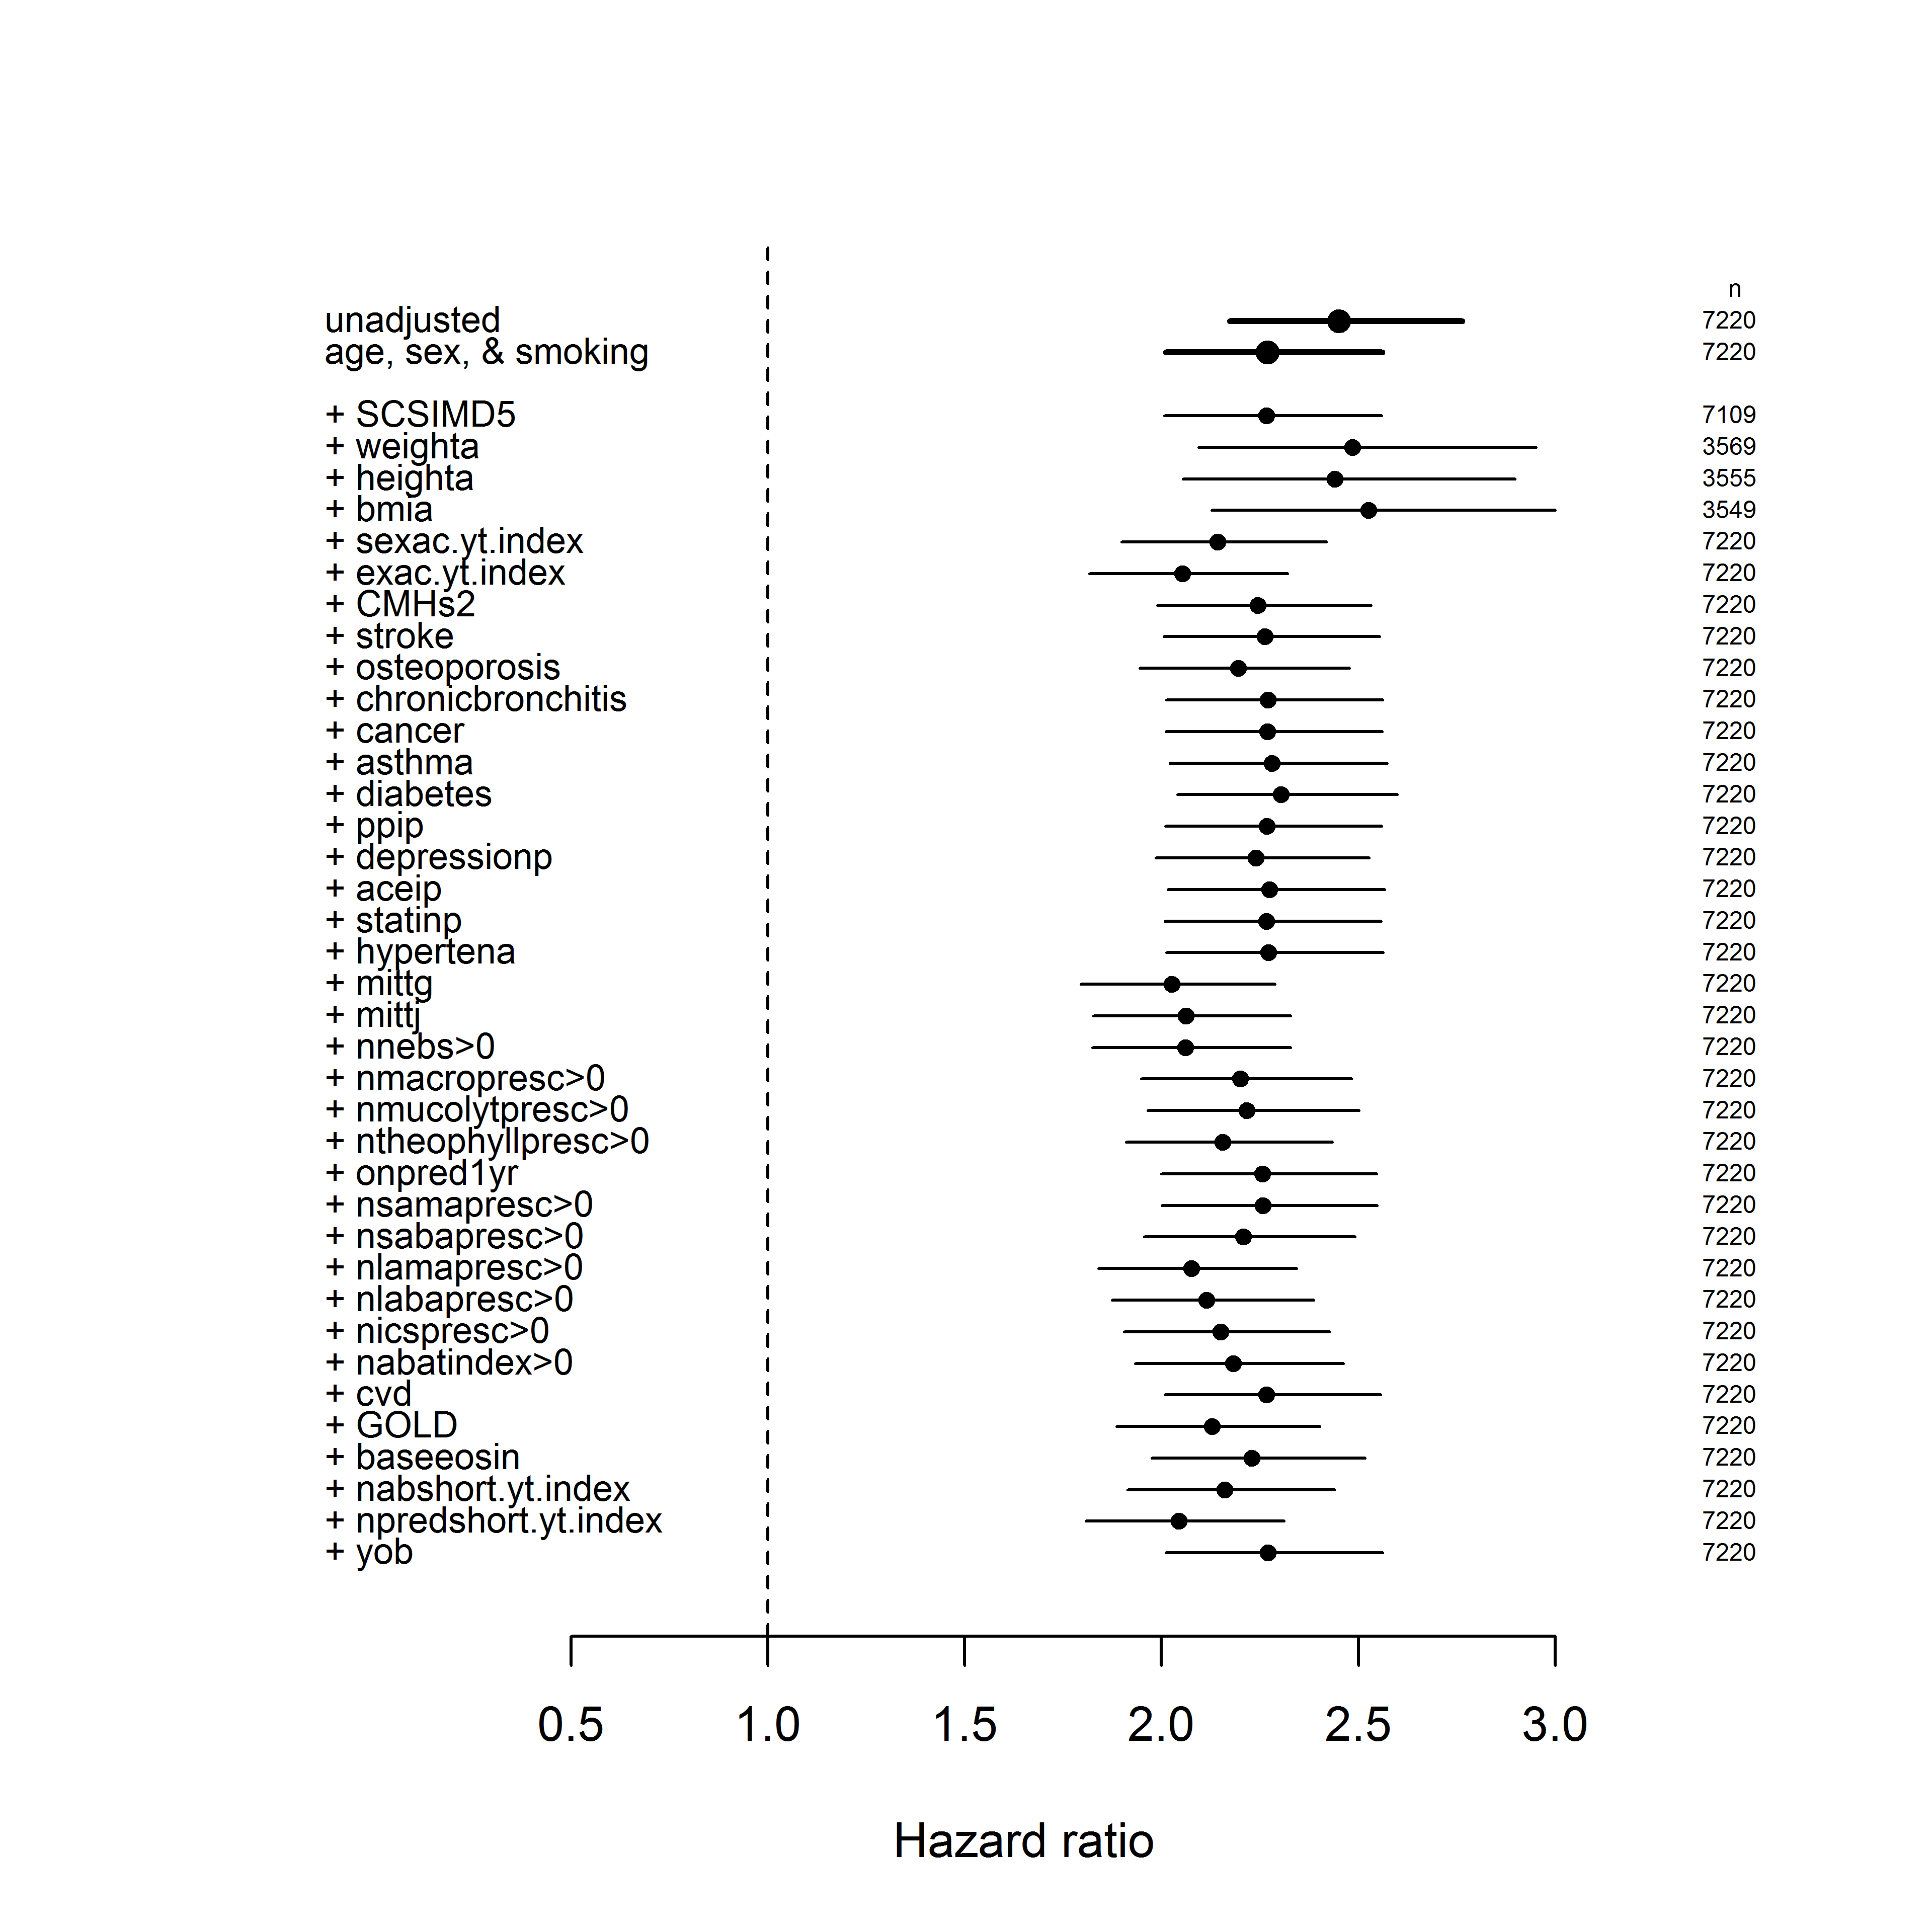 n
unadjusted 7220
age, sex, & smoking 7220
+ SCSIMD5 7109
+ weighta 3569
+ heighta 3555
+ bmia 3549
+ sexac.yt.index 7220
+ exac.yt.index 7220
+ CMHs2 7220
+ stroke 7220
+ osteoporosis 7220
+ chronicbronchitis 7220
+ cancer 7220
+ asthma 7220
+ diabetes 7220
+ ppip 7220
+ depressionp 7220
+ aceip 7220
+ statinp 7220
+ hypertena 7220
+ mittg 7220
+ mittj 7220
+ nnebs>0 7220
+ nmacropresc>0 7220
+ nmucolytpresc>0 7220
+ ntheophyllpresc>0 7220
+ onpred1yr 7220
+ nsamapresc>0 7220
+ nsabapresc>0 7220
+ nlamapresc>0 7220
+ nlabapresc>0 7220
+ nicspresc>0 7220
+ nabatindex>0 7220
+ cvd 7220
+ GOLD 7220
+ baseeosin 7220
+ nabshort.yt.index 7220
+ npredshort.yt.index 7220
+ yob 7220
0.5 1.0 1.5 2.0 2.5 3.0
Hazard ratio